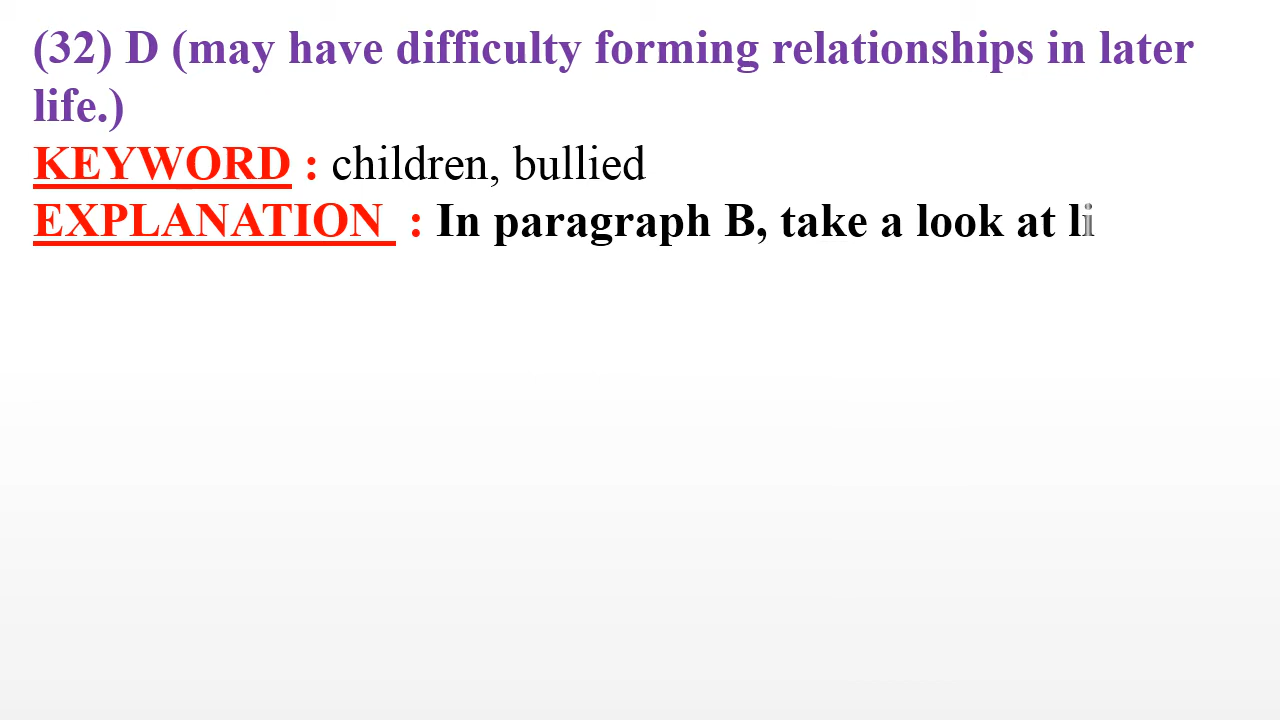 (32) D (may have difficulty forming relationships in later
life.)
KEYWORD : children, bullied
EXPLANATION : In paragraph B, take a look at li